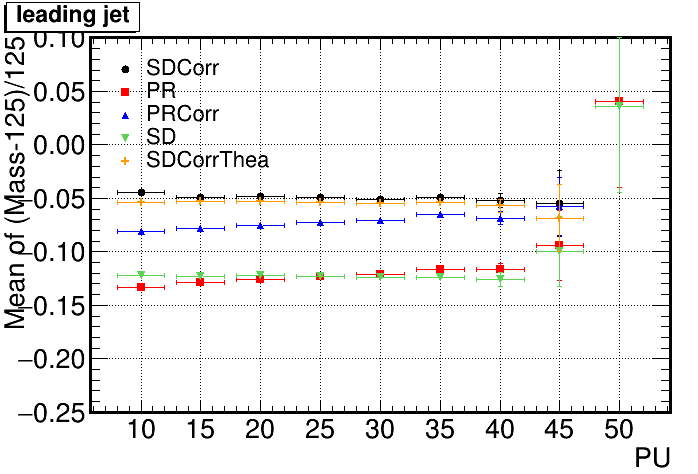 leading jet
Mean of (Mass-125)/125
0.10
0.05
0.00
−0.05
−0.10
−0.15
−0.20
−0.25
SDCorr
PR
PRCorr
SD
SDCorrThea
10 15 20 25 30 35 40 45 50
PU